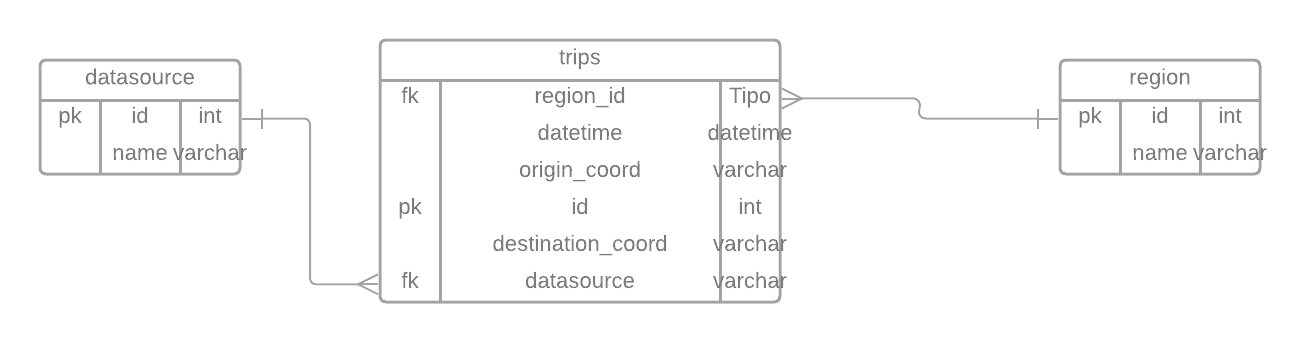 datasource
pk id int
name varchar
trips
fk region_id Tipo
datetime datetime
origin_coord varchar
pk id int
destination_coord varchar
fk datasource varchar
region
pk id int
name varchar